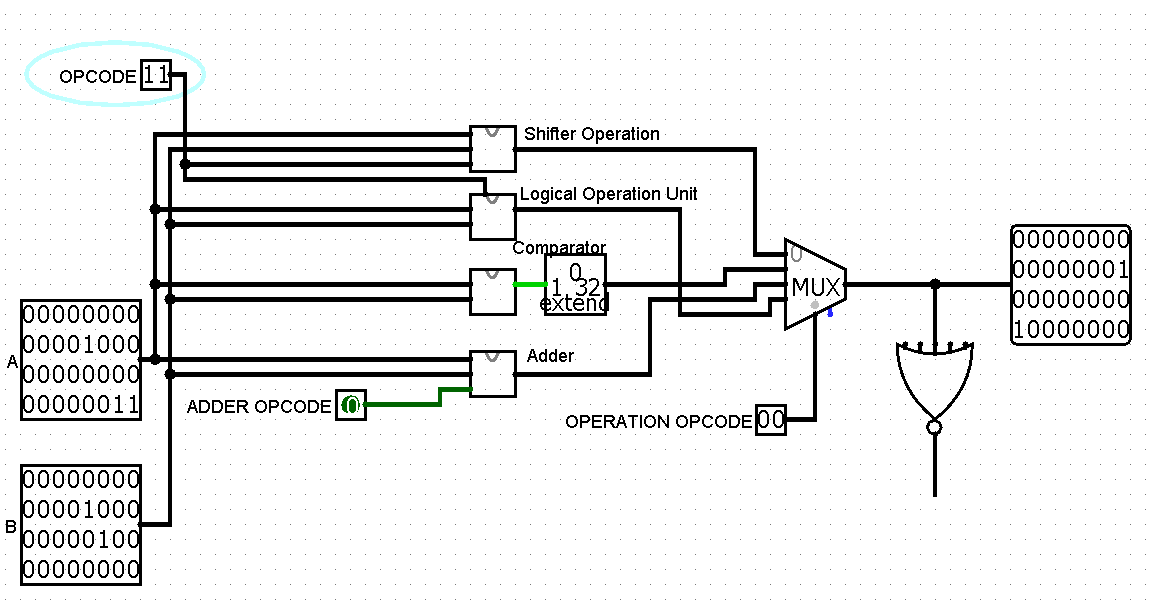 OPCODE 11
Shifter Operation
Logical Operation Unit
Comparator
0
1 32
extend
0
MUX
00000000
00000001
00000000
10000000
A
00000000
00001000
00000000
00000011
Adder
ADDER OPCODE 0
OPERATION OPCODE 00
B
00000000
00001000
00000100
00000000